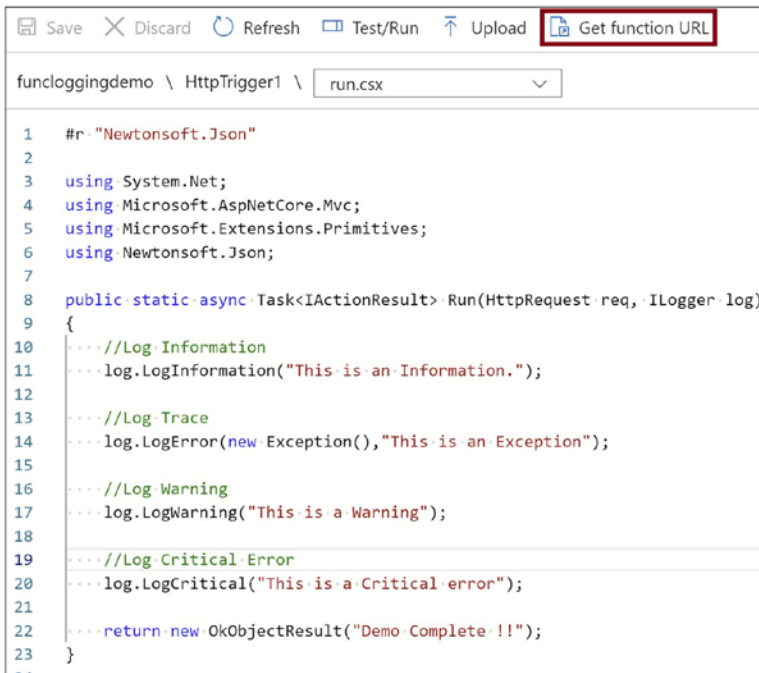 Save Discard Refresh Test/Run Upload Get function URL
funcloggingdemo \ HttpTrigger1 \ run.csx
1 #r "Newtonsoft.Json"
2
3 using System.Net;
4 using Microsoft.AspNetCore.Mvc;
5 using Microsoft.Extensions.Primitives;
6 using Newtonsoft.Json;
7
8 public static async Task<IActionResult> Run(HttpRequest req, ILogger log)
9 {
10 //Log Information
11 log.LogInformation("This is an Information.");
12
13 //Log Trace
14 log.LogError(new Exception(),"This is an Exception");
15
16 //Log Warning
17 log.LogWarning("This is a Warning");
18
19 //Log Critical Error
20 log.LogCritical("This is a Critical error");
21
22 return new OkObjectResult("Demo Complete !!");
23 }